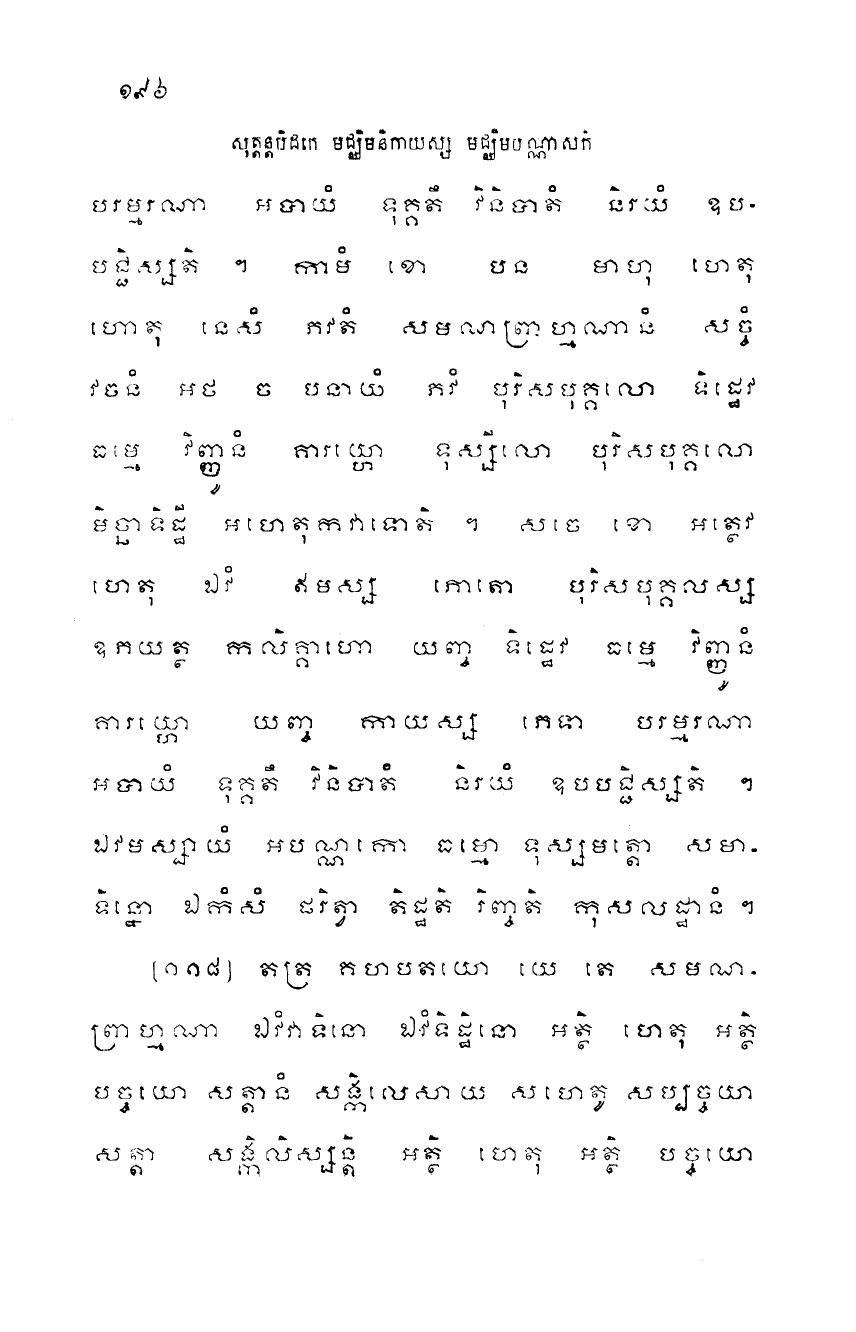 ១៩៦
សុត្តន្តបិដកេ មជ្ឈិមនិកាយស្ស មជ្ឈិមបណ្ណាសកំ
បរម្មរណា អបាយំ ទុគ្គតឹ វិនិបាតំ និរយំ ឧប-
បជ្ជិស្សតិ ។ កាមំ ខោ បន មាហុ ហេតុ
ហោតុ នេសំ ភវតំ សមណព្រាហ្មណានំ សច្ចំ
វចនំ អថ ច បនាយំ ភវំ បុរិសបុគ្គលោ ទិដ្ឋេវ
ធម្មេ វិញ្ញូនំ គារយ្ហោ ទុស្សីលោ បុរិសបុគ្គលោ
មិច្ឆាទិដ្ឋី អហេតុកវាទោតិ ។ សចេ ខោ អត្ថេវ
ហេតុ ឯវំ ឥមស្ស ភោតោ បុរិសបុគ្គលស្ស
ឧភយត្ថ កលិគ្គាហោ យញ្ច ទិដ្ឋេវ ធម្មេ វិញ្ញូនំ
គារយ្ហោ យញ្ច កាយស្ស ភេទា បរម្មរណា
អបាយំ ទុគ្គតឹ វិនិបាតំ និរយំ ឧបបជ្ជិស្សតិ ។
ឯវមស្សាយំ អបណ្ណកោ ធម្មោ ទុស្សមត្តោ សមា-
ទិន្នោ ឯកំសំ ផរិត្វា តិដ្ឋតិ រិញ្ចតិ កុសលដ្ឋានំ ។
[១១៨] តត្រ គហបតយោ យេ តេ សមណ-
ព្រាហ្មណា ឯវំវាទិនោ ឯវំទិដ្ឋិនោ អត្ថិ ហេតុ អត្ថិ
បច្ចយោ សត្តានំ សង្កិលេសាយ សហេតូ សប្បច្ចយា
សត្តា សង្កិលិស្សន្តិ អត្ថិ ហេតុ អត្ថិ បច្ចយោ